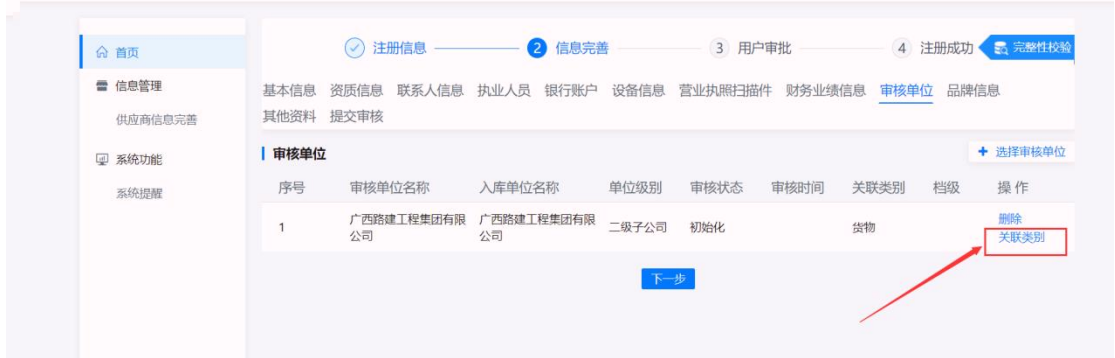 首页
信息管理
供应商信息完善
系统功能
系统提醒
注册信息
2 信息完善
3 用户审批
4 注册成功
完整性校验
基本信息 资质信息 联系人信息 执业人员 银行账户 设备信息 营业执照扫描件 财务业绩信息 审核单位 品牌信息
其他资料 提交审核
审核单位
+ 选择审核单位
序号 审核单位名称 入库单位名称 单位级别 审核状态 审核时间 关联类别 档级 操作
1 广西路建工程集团有限公司 广西路建工程集团有限公司 二级子公司 初始化 货物 删除
关联类别
下一步